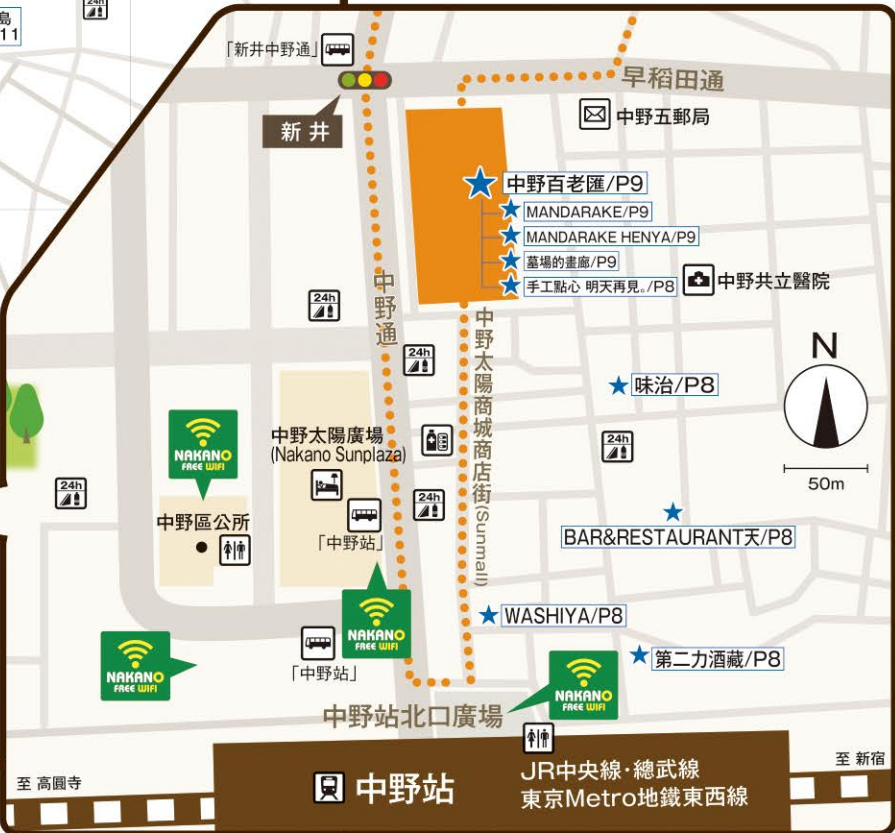 島
11
24h
「新井中野通」
早稻田通
新井
中野五郵局
中野百老匯/P9
MANDARAKE/P9
MANDARAKE HENYA/P9
墓場的畫廊/P9
手工點心 明天再見。/P8
中野共立醫院
中野通
24h
中野太陽商城商店街(Sunmall)
24h
N
味治/P8
50m
NAKANO
FREE WIFI
中野太陽廣場
(Nakano Sunplaza)
24h
24h
24h
中野區公所
「中野站」
BAR&RESTAURANT天/P8
NAKANO
FREE WIFI
WASHIYA/P8
「中野站」
NAKANO
FREE WIFI
第二力酒藏/P8
NAKANO
FREE WIFI
中野站北口廣場
至 高圓寺
中野站
JR中央線·總武線
東京Metro地鐵東西線
至 新宿